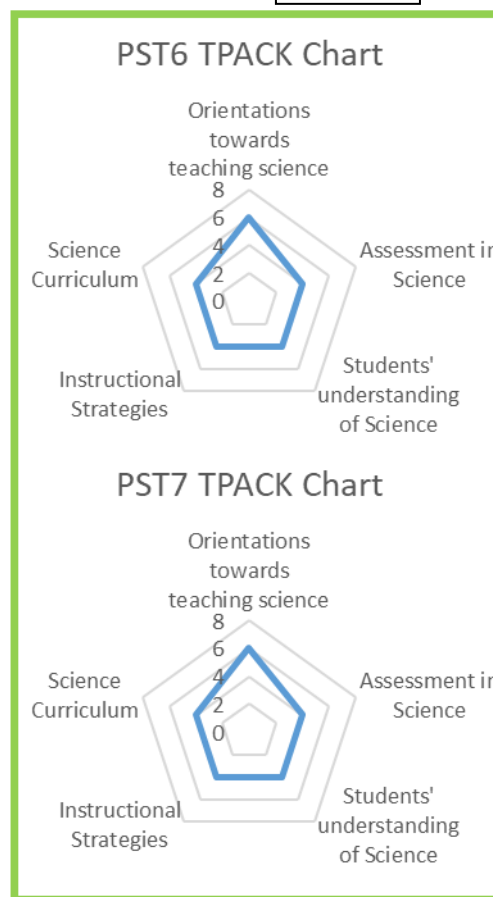 PST6 TPACK Chart
Orientations
towards
teaching science
8
6
4
2
0
Assessment in
Science
Students'
understanding
of Science
Instructional
Strategies
Science
Curriculum
PST7 TPACK Chart
Orientations
towards
teaching science
8
6
4
2
0
Assessment in
Science
Students'
understanding
of Science
Instructional
Strategies
Science
Curriculum